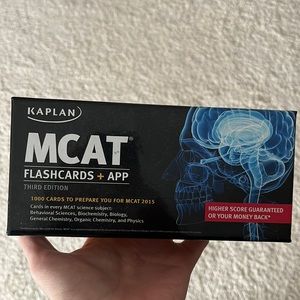 KAPLAN
MCAT®
FLASHCARDS + APP
THIRD EDITION
1000 CARDS TO PREPARE YOU FOR MCAT 2015
Cards in every MCAT science subject:
Behavioral Sciences, Biochemistry, Biology,
General Chemistry, Organic Chemistry, and Physics
HIGHER SCORE GUARANTEED
OR YOUR MONEY BACK*